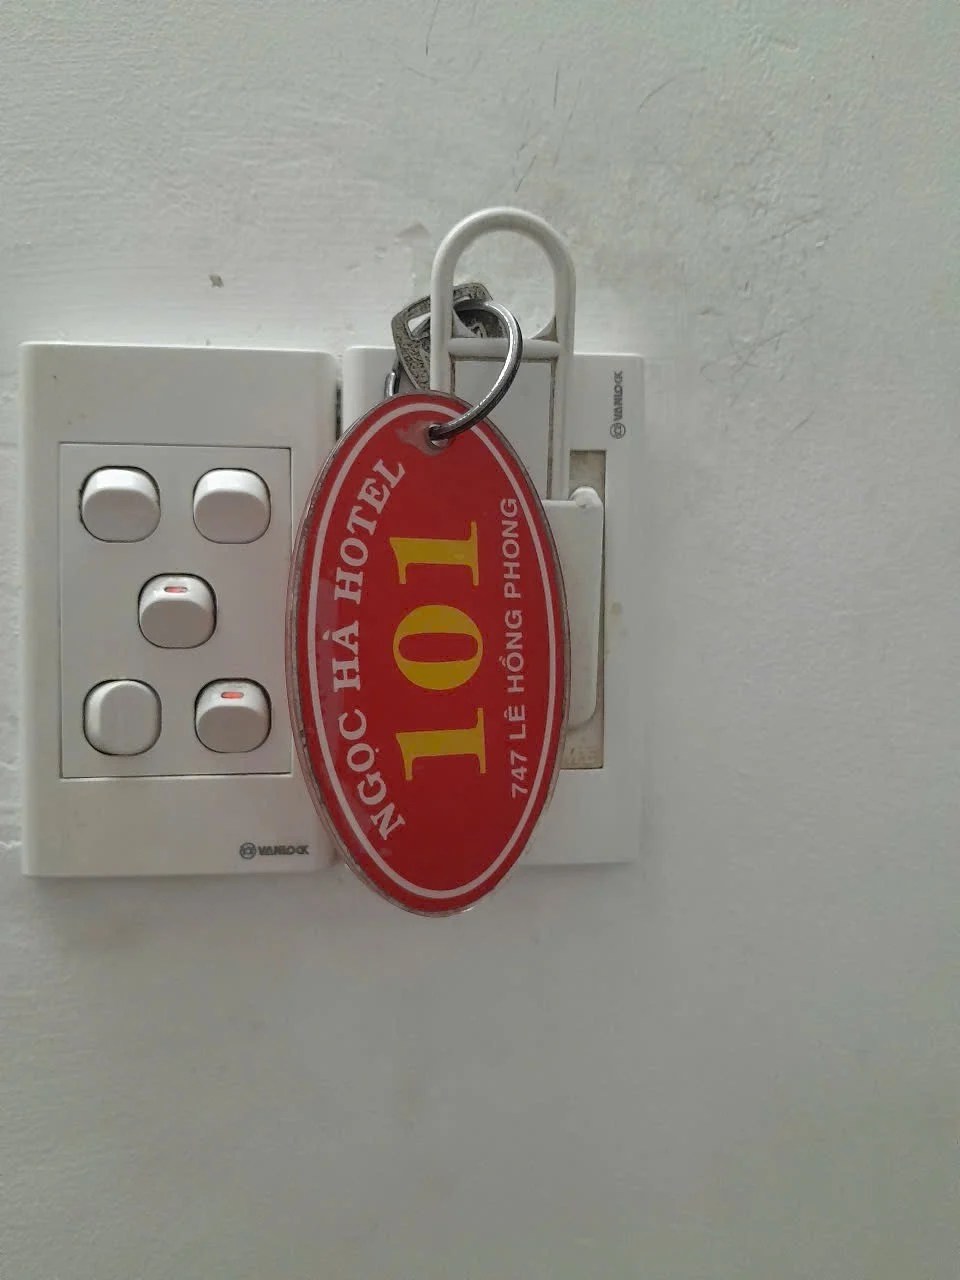 NGỌC HÀ HOTEL
101
747 LÊ HỒNG PHONG
VANLOCK
VANLOCK